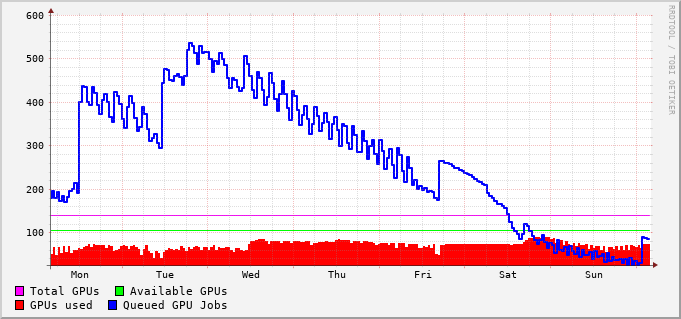 600
500
400
300
200
100
Mon Tue Wed Thu Fri Sat Sun
Total GPUs Available GPUs
GPUs used Queued GPU Jobs
RRDTOOL / TOBI OETIKER